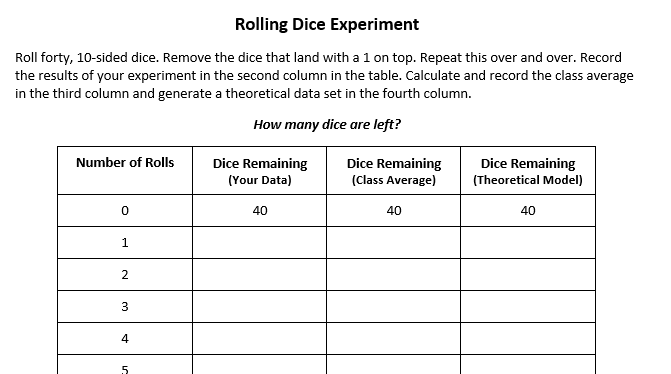 Rolling Dice Experiment
Roll forty, 10-sided dice. Remove the dice that land with a 1 on top. Repeat this over and over. Record
the results of your experiment in the second column in the table. Calculate and record the class average
in the third column and generate a theoretical data set in the fourth column.
How many dice are left?
Number of Rolls Dice Remaining Dice Remaining Dice Remaining
(Your Data) (Class Average) (Theoretical Model)
0 40 40 40
1
2
3
4
5